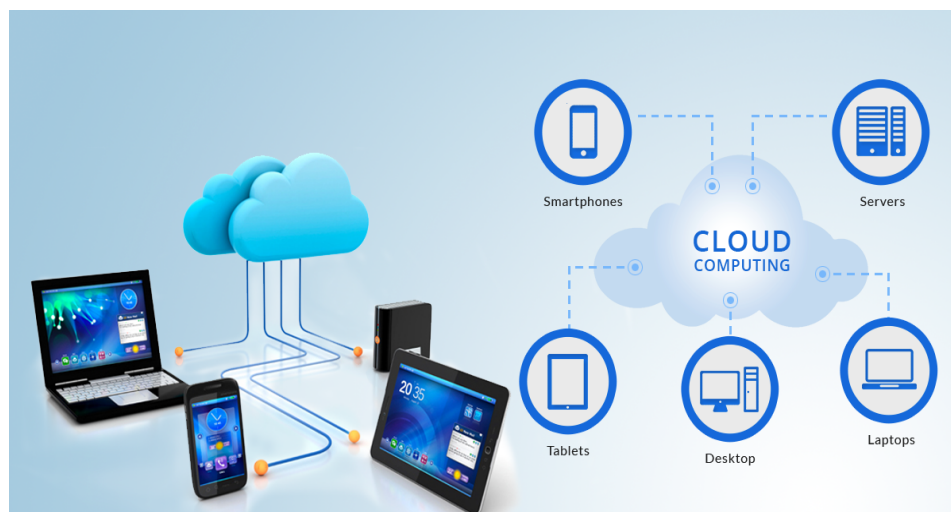 Smartphones
Servers
CLOUD
COMPUTING
Tablets
Desktop
Laptops
20 35